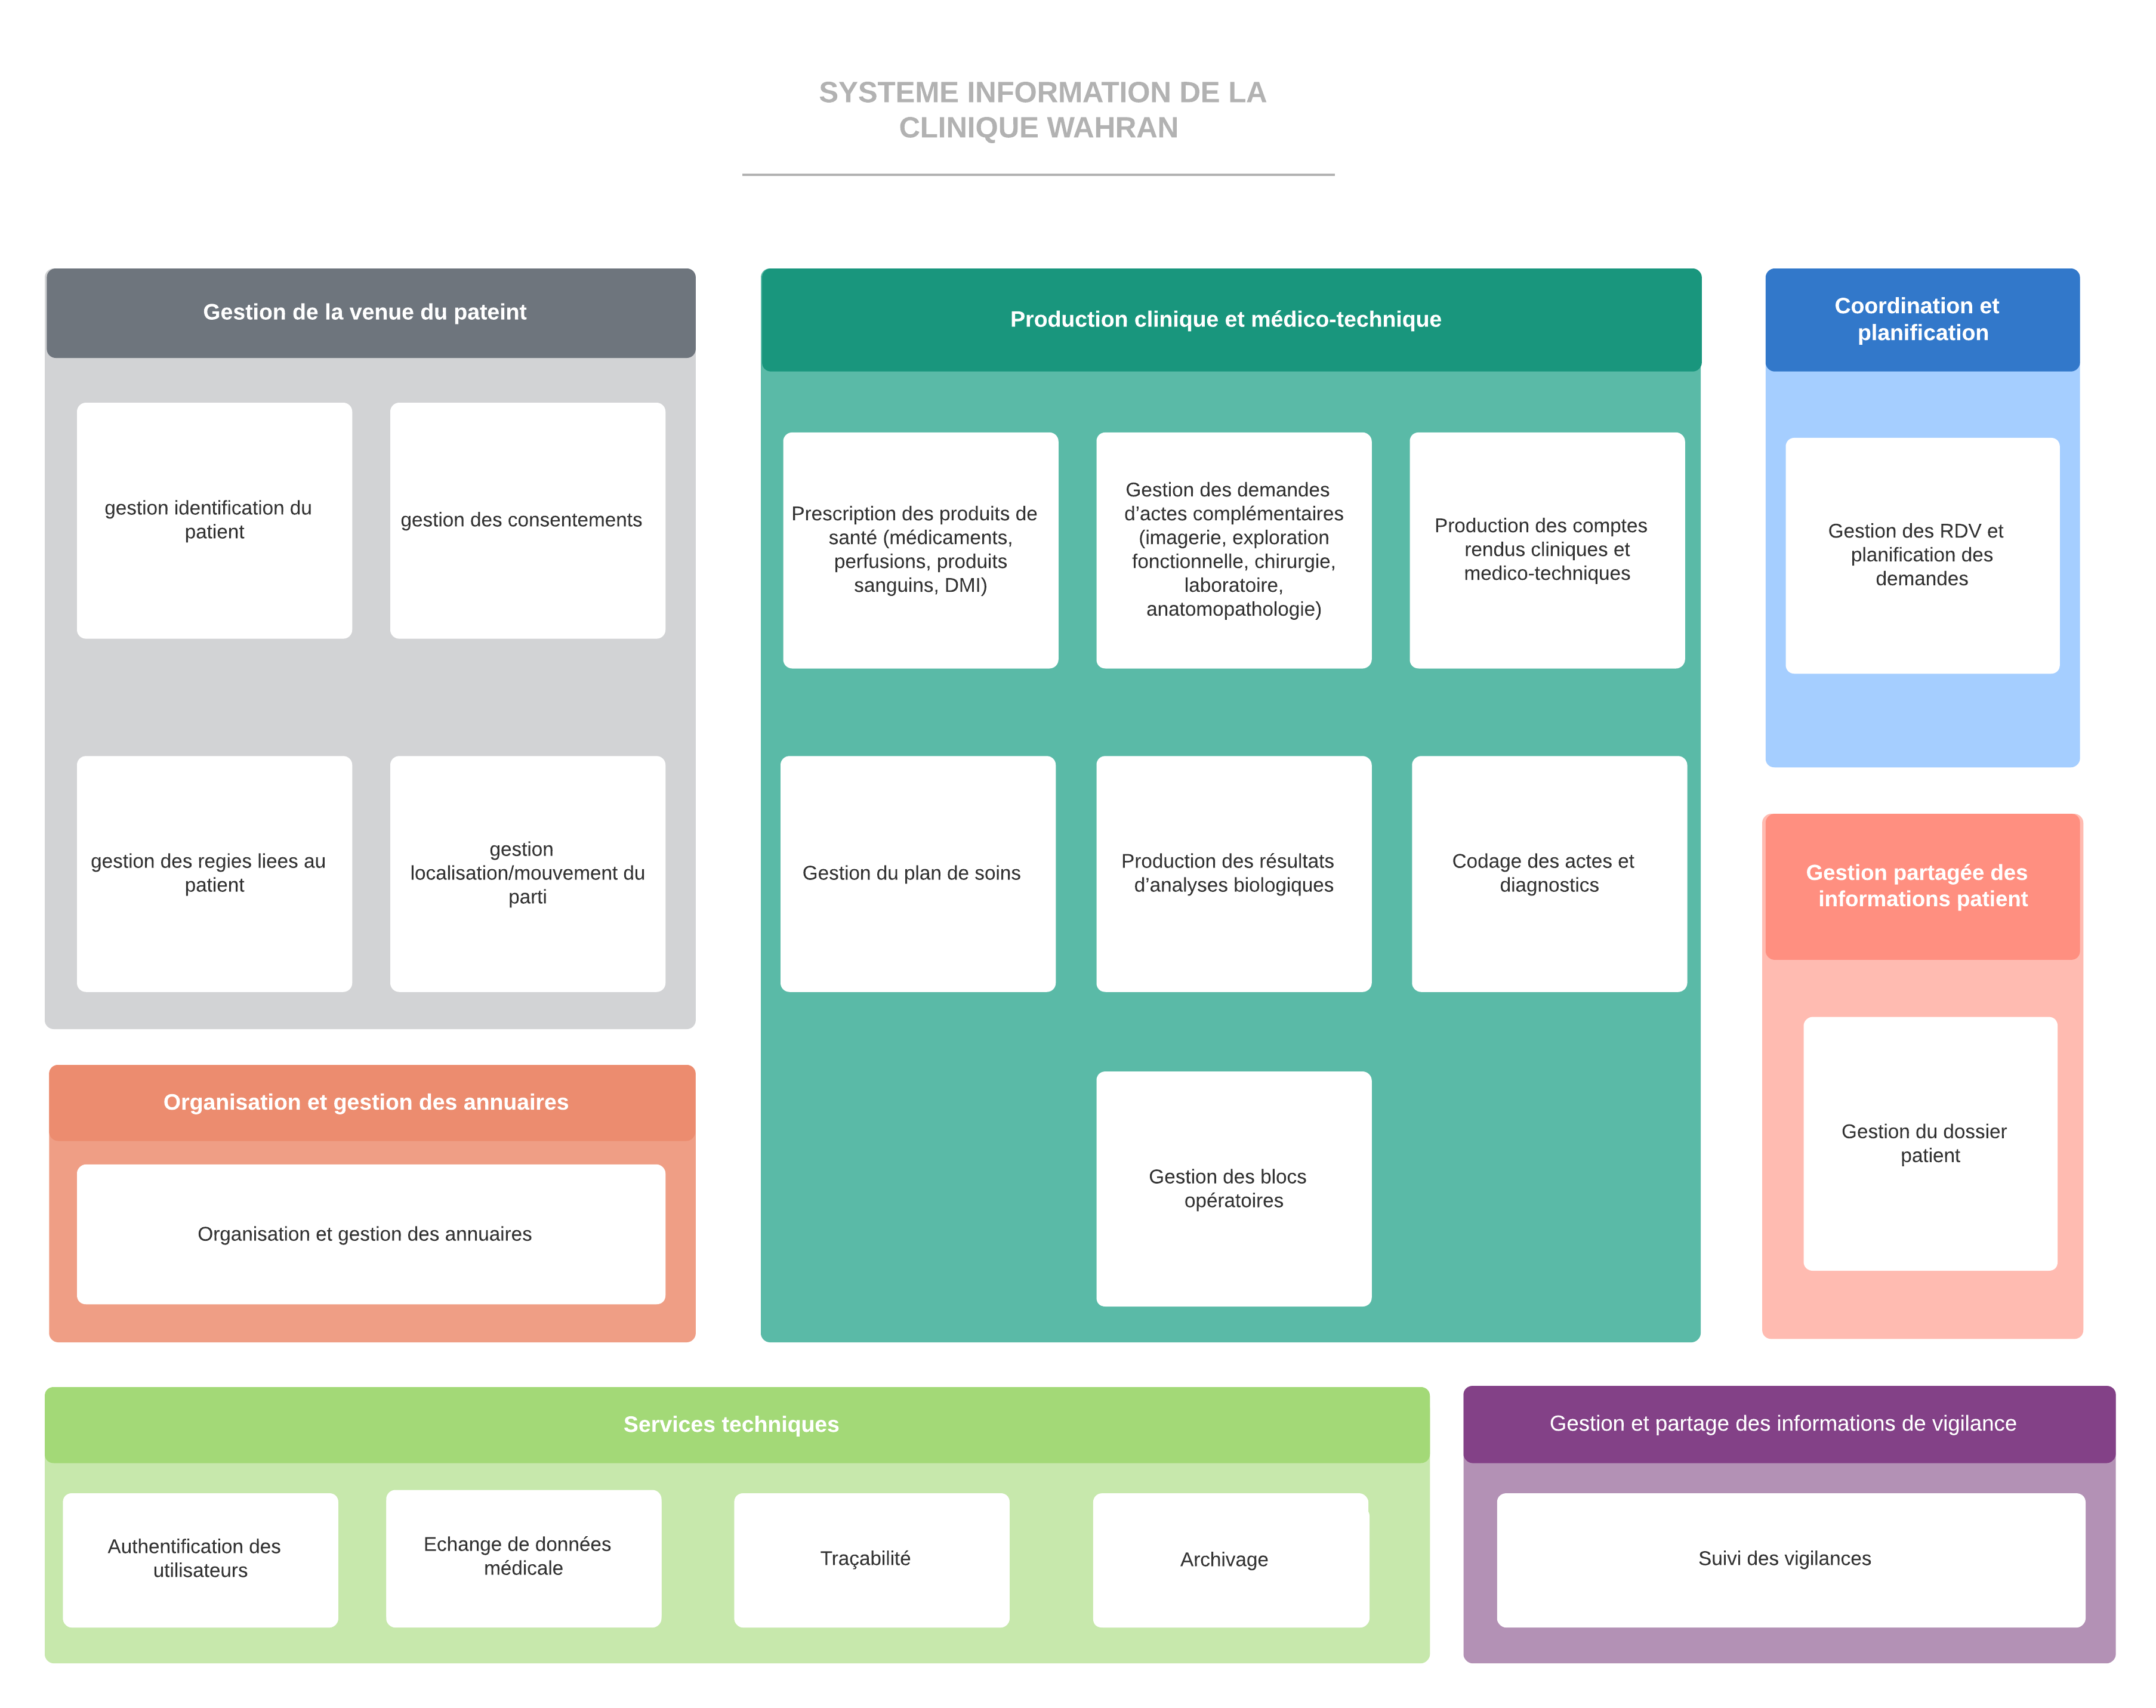 SYSTEME INFORMATION DE LA
CLINIQUE WAHRAN
Gestion de la venue du pateint
gestion identification du
patient
gestion des consentements
gestion des regies liees au
patient
gestion
localisation/mouvement du
parti
Organisation et gestion des annuaires
Organisation et gestion des annuaires
Production clinique et médico-technique
Prescription des produits de
santé (médicaments,
perfusions, produits
sanguins, DMI)
Gestion des demandes
d’actes complémentaires
(imagerie, exploration
fonctionnelle, chirurgie,
laboratoire,
anatomopathologie)
Production des comptes
rendus cliniques et
medico-techniques
Gestion du plan de soins
Production des résultats
d’analyses biologiques
Codage des actes et
diagnostics
Gestion des blocs
opératoires
Coordination et
planification
Gestion des RDV et
planification des
demandes
Gestion partagée des
informations patient
Gestion du dossier
patient
Services techniques
Authentification des
utilisateurs
Echange de données
médicale
Traçabilité
Archivage
Gestion et partage des informations de vigilance
Suivi des vigilances